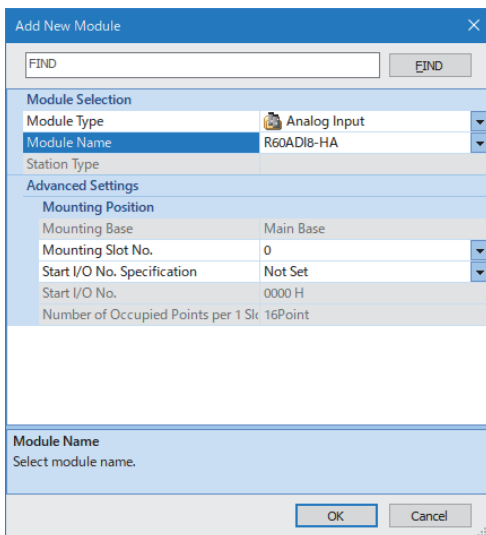 Add New Module
FIND FIND
Module Selection
Module Type Analog Input
Module Name R60ADI8-HA
Station Type
Advanced Settings
Mounting Position
Mounting Base Main Base
Mounting Slot No. 0
Start I/O No. Specification Not Set
Start I/O No. 0000 H
Number of Occupied Points per 1 Slo 16Point
Module Name
Select module name.
OK Cancel